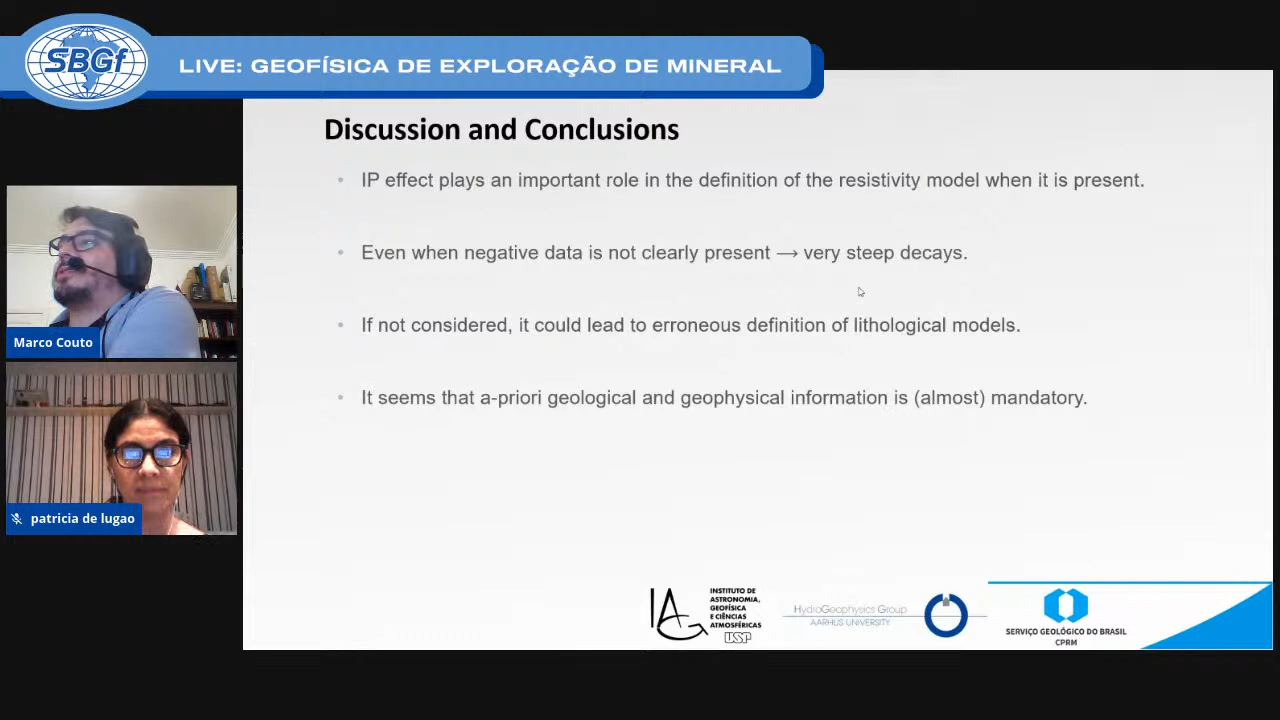 SBGf
LIVE: GEOFÍSICA DE EXPLORAÇÃO DE MINERAL
Discussion and Conclusions
• IP effect plays an important role in the definition of the resistivity model when it is present.
• Even when negative data is not clearly present → very steep decays.
• If not considered, it could lead to erroneous definition of lithological models.
• It seems that a-priori geological and geophysical information is (almost) mandatory.
Marco Couto
patricia de lugao
IAG
INSTITUTO DE
ASTRONOMIA,
GEOFÍSICA
E CIÊNCIAS
ATMOSFÉRICAS
USP
HydroGeophysics Group
AARHUS UNIVERSITY
SERVIÇO GEOLÓGICO DO BRASIL
CPRM